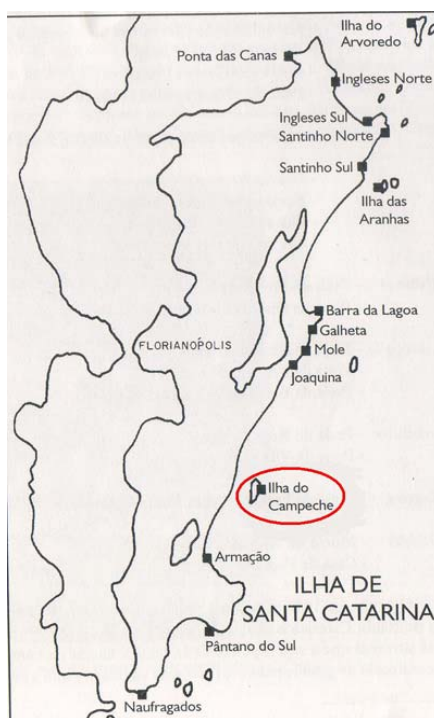 Ilha do
Arvoredo
Ponta das Canas
Ingleses Norte
Ingleses Sul
Santinho Norte
Santinho Sul
Ilha das
Aranhas
Barra da Lagoa
FLORIANÓPOLIS
Galheta
Mole
Joaquina
Ilha do
Campeche
Armação
ILHA DE
SANTA CATARINA
Pântano do Sul
Naufragados